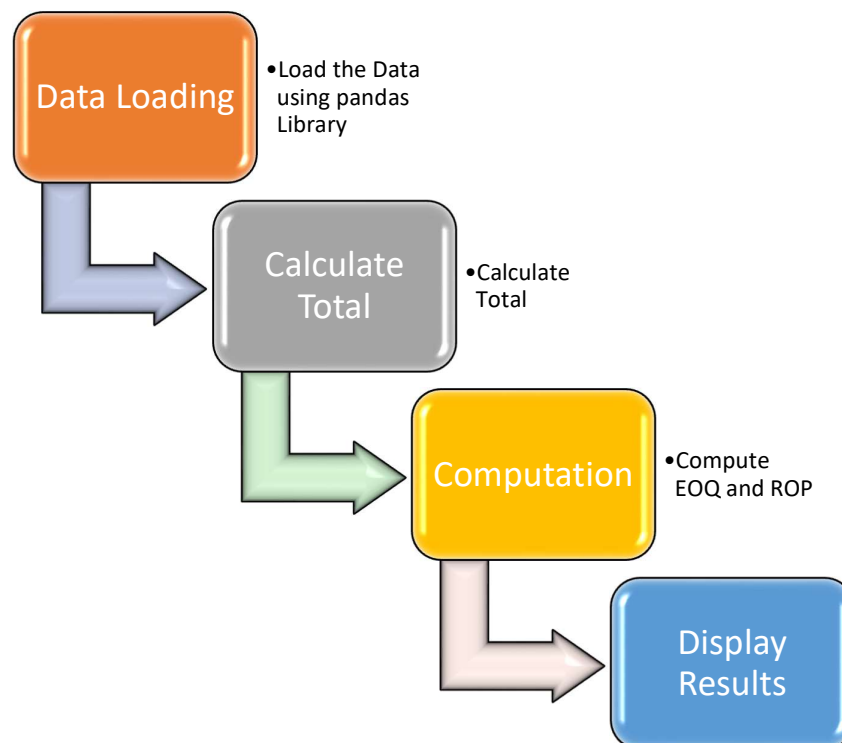 Data Loading
•Load the Data
using pandas
Library
Calculate
Total
•Calculate
Total
Computation
•Compute
EOQ and ROP
Display
Results